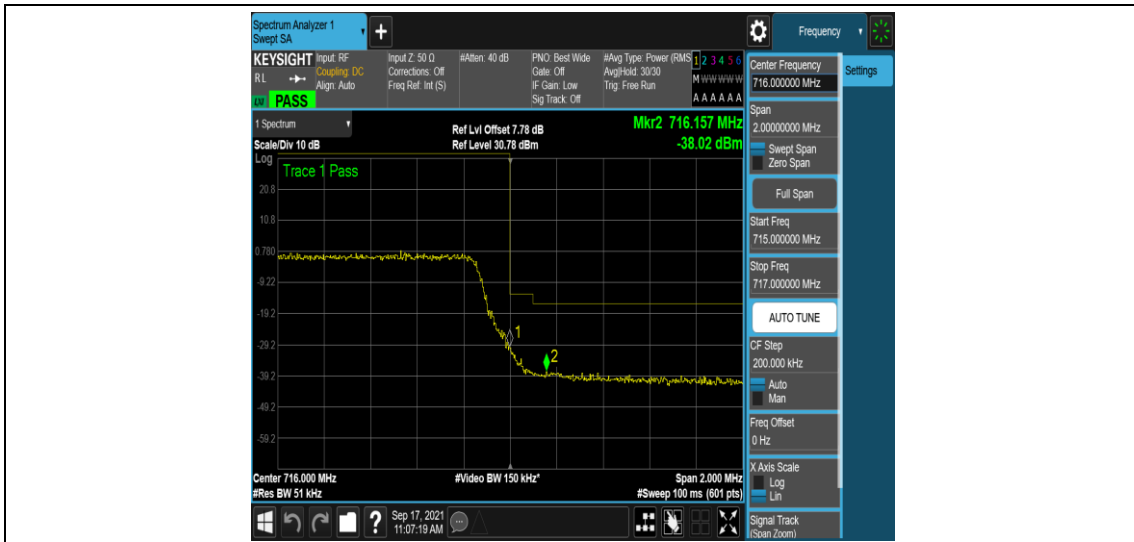 Spectrum Analyzer 1
Swept SA
+
Frequency
KEYSIGHT
RL
Input: RF
Coupling: DC
Align: Auto
Input Z: 50 Ω
Corrections: Off
Freq Ref: Int (S)
#Atten: 40 dB
PNO: Best Wide
Gate: Off
IF Gain: Low
Sig Track: Off
#Avg Type: Power (RMS
Avg|Hold: 30/30
Trig: Free Run
1 2 3 4 5 6
M W W W W W
A A A A A A
PASS
1 Spectrum
Scale/Div 10 dB
Ref Lvl Offset 7.78 dB
Ref Level 30.78 dBm
Mkr2 716.157 MHz
-38.02 dBm
Log
Trace 1 Pass
20.8
10.8
0.780
-9.22
-19.2
-29.2
-39.2
-49.2
-59.2
1
2
Center 716.000 MHz
#Res BW 51 kHz
#Video BW 150 kHz*
Span 2.000 MHz
#Sweep 100 ms (601 pts)
?
Sep 17, 2021
11:07:19 AM
Center Frequency
716.000000 MHz
Settings
Span
2.00000000 MHz
Swept Span
Zero Span
Full Span
Start Freq
715.000000 MHz
Stop Freq
717.000000 MHz
AUTO TUNE
CF Step
200.000 kHz
Auto
Man
Freq Offset
0 Hz
X Axis Scale
Log
Lin
Signal Track
(Span Zoom)